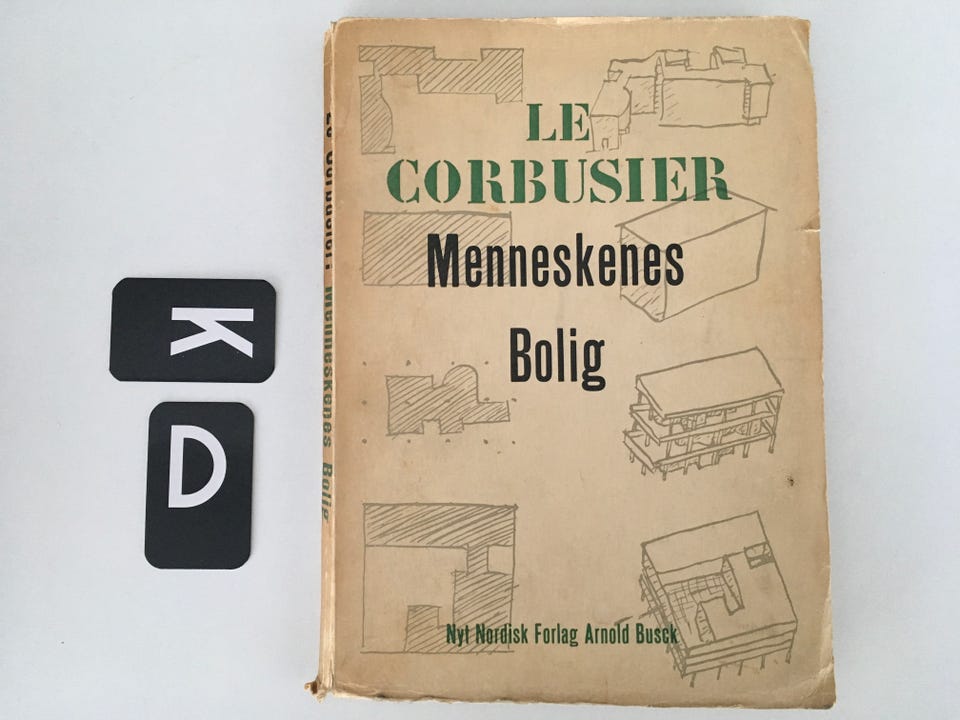 LE
CORBUSIER
Menneskenes
Bolig
Nyt Nordisk Forlag Arnold Busck
Le Corbusier: Menneskenes Bolig
K
D